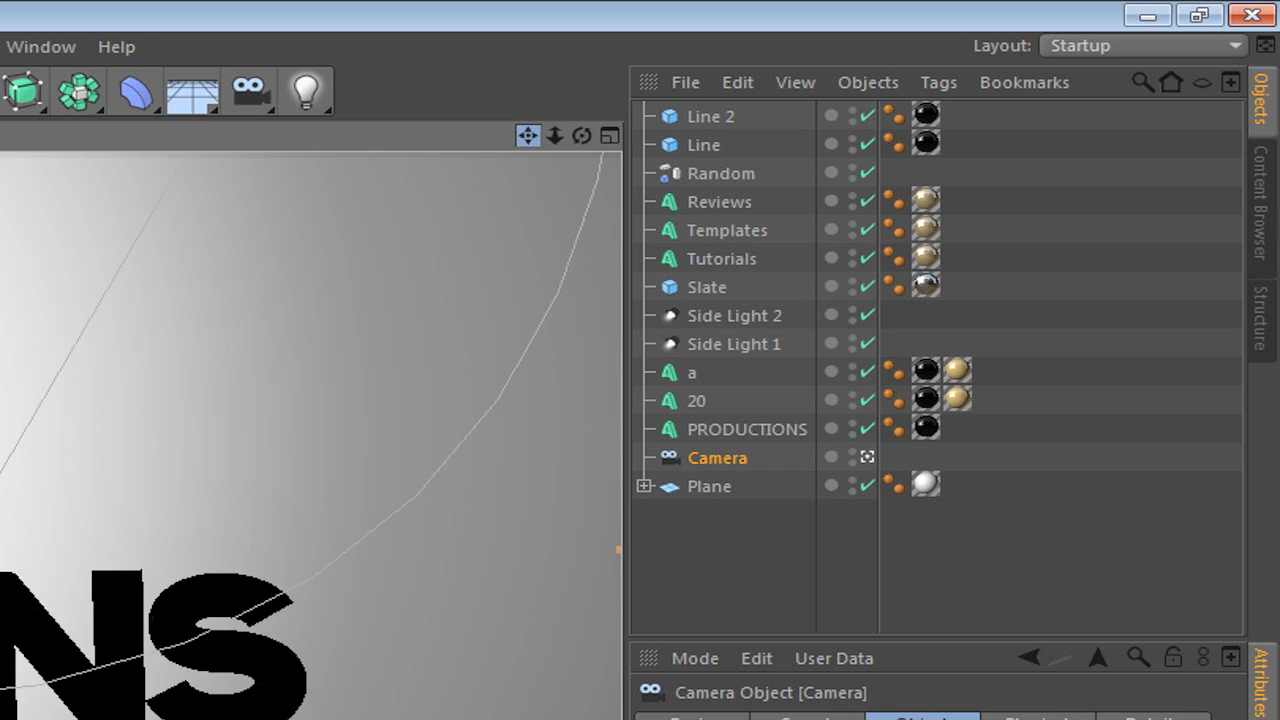 Window Help
Layout: Startup
File Edit View Objects Tags Bookmarks
Line 2
Line
Random
Reviews
Templates
Tutorials
Slate
Side Light 2
Side Light 1
a
20
PRODUCTIONS
Camera
Plane
Objects
Content Browser
Structure
NS
Mode Edit User Data
Attributes
Camera Object [Camera]